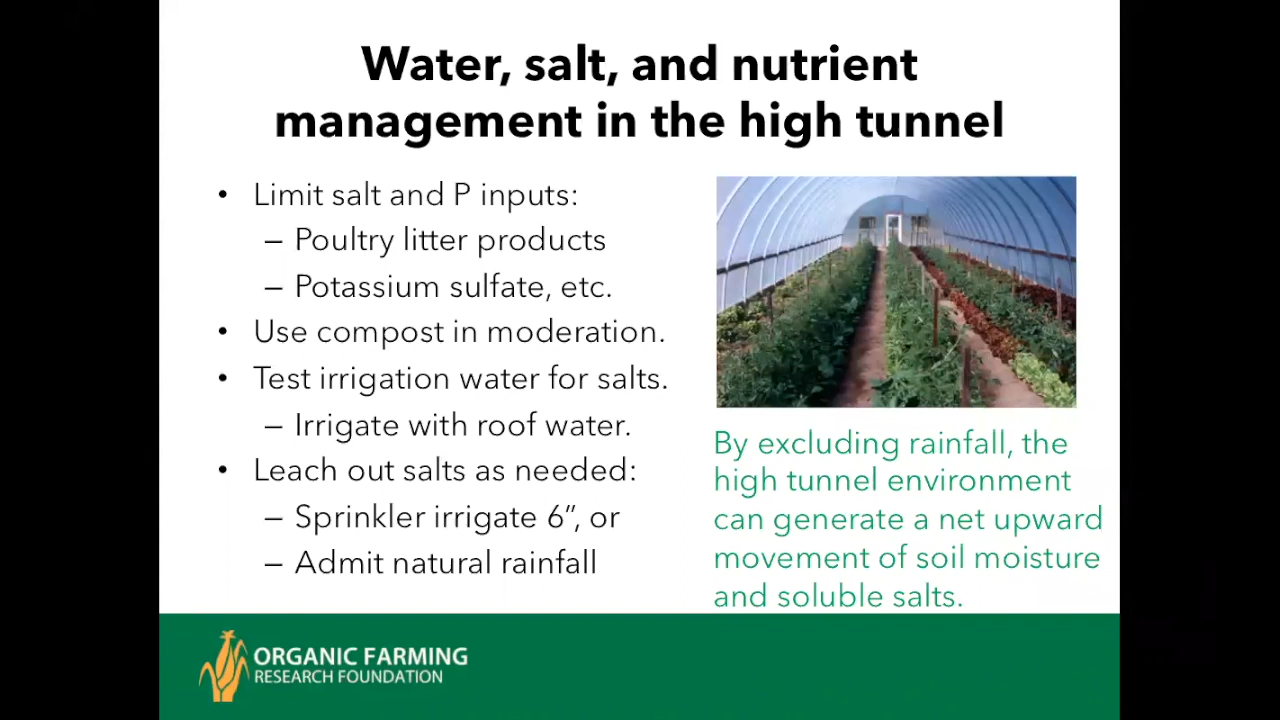 Water, salt, and nutrient
management in the high tunnel
• Limit salt and P inputs:
– Poultry litter products
– Potassium sulfate, etc.
• Use compost in moderation.
• Test irrigation water for salts.
– Irrigate with roof water.
• Leach out salts as needed:
– Sprinkler irrigate 6”, or
– Admit natural rainfall
By excluding rainfall, the
high tunnel environment
can generate a net upward
movement of soil moisture
and soluble salts.
ORGANIC FARMING
RESEARCH FOUNDATION